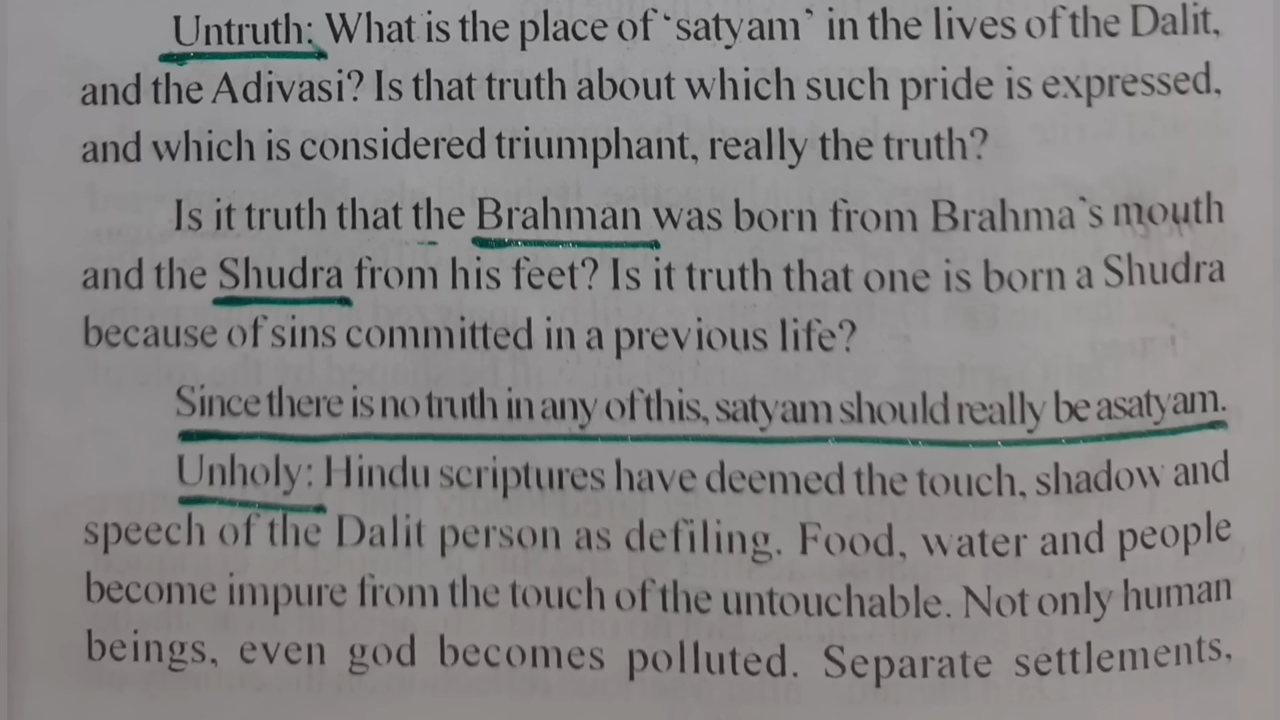 Untruth: What is the place of ‘satyam’ in the lives of the Dalit,
and the Adivasi? Is that truth about which such pride is expressed,
and which is considered triumphant, really the truth?
Is it truth that the Brahman was born from Brahma`s mouth
and the Shudra from his feet? Is it truth that one is born a Shudra
because of sins committed in a previous life?
Since there is no truth in any of this, satyam should really be asatyam.
Unholy: Hindu scriptures have deemed the touch, shadow and
speech of the Dalit person as defiling. Food, water and people
become impure from the touch of the untouchable. Not only human
beings, even god becomes polluted. Separate settlements,